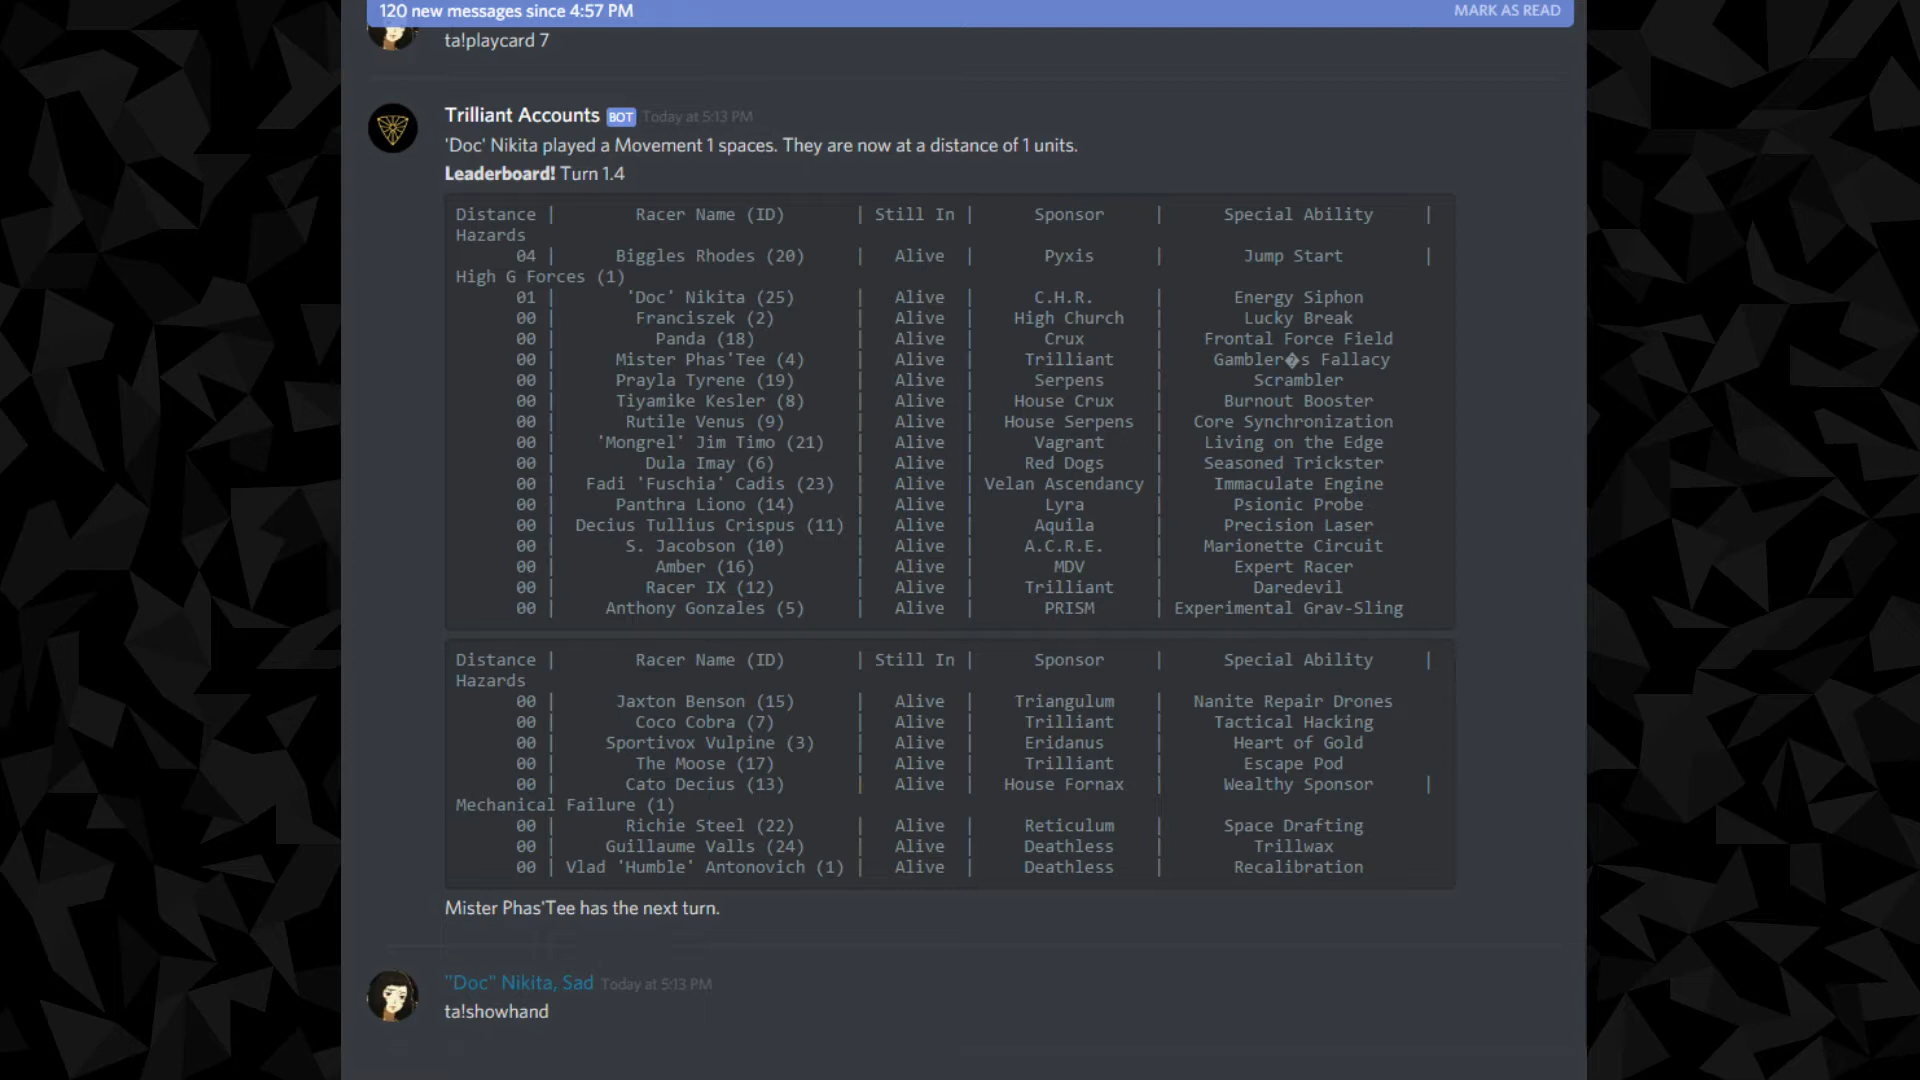 120 new messages since 4:57 PM MARK AS READ
ta!playcard 7
Trilliant Accounts BOT Today at 5:13 PM
'Doc' Nikita played a Movement 1 spaces. They are now at a distance of 1 units.
Leaderboard! Turn 1.4
Distance | Racer Name (ID) | Still In | Sponsor | Special Ability |
Hazards
04 | Biggles Rhodes (20) | Alive | Pyxis | Jump Start |
High G Forces (1)
01 | 'Doc' Nikita (25) | Alive | C.H.R. | Energy Siphon
00 | Franciszek (2) | Alive | High Church | Lucky Break
00 | Panda (18) | Alive | Crux | Frontal Force Field
00 | Mister Phas'Tee (4) | Alive | Trilliant | Gambler�s Fallacy
00 | Prayla Tyrene (19) | Alive | Serpens | Scrambler
00 | Tiyamike Kesler (8) | Alive | House Crux | Burnout Booster
00 | Rutile Venus (9) | Alive | House Serpens | Core Synchronization
00 | 'Mongrel' Jim Timo (21) | Alive | Vagrant | Living on the Edge
00 | Dula Imay (6) | Alive | Red Dogs | Seasoned Trickster
00 | Fadi 'Fuschia' Cadis (23) | Alive | Velan Ascendancy | Immaculate Engine
00 | Panthra Liono (14) | Alive | Lyra | Psionic Probe
00 | Decius Tullius Crispus (11) | Alive | Aquila | Precision Laser
00 | S. Jacobson (10) | Alive | A.C.R.E. | Marionette Circuit
00 | Amber (16) | Alive | MDV | Expert Racer
00 | Racer IX (12) | Alive | Trilliant | Daredevil
00 | Anthony Gonzales (5) | Alive | PRISM | Experimental Grav-Sling
Distance | Racer Name (ID) | Still In | Sponsor | Special Ability |
Hazards
00 | Jaxton Benson (15) | Alive | Triangulum | Nanite Repair Drones
00 | Coco Cobra (7) | Alive | Trilliant | Tactical Hacking
00 | Sportivox Vulpine (3) | Alive | Eridanus | Heart of Gold
00 | The Moose (17) | Alive | Trilliant | Escape Pod
00 | Cato Decius (13) | Alive | House Fornax | Wealthy Sponsor |
Mechanical Failure (1)
00 | Richie Steel (22) | Alive | Reticulum | Space Drafting
00 | Guillaume Valls (24) | Alive | Deathless | Trillwax
00 | Vlad 'Humble' Antonovich (1) | Alive | Deathless | Recalibration
Mister Phas'Tee has the next turn.
"Doc" Nikita, Sad Today at 5:13 PM
ta!showhand